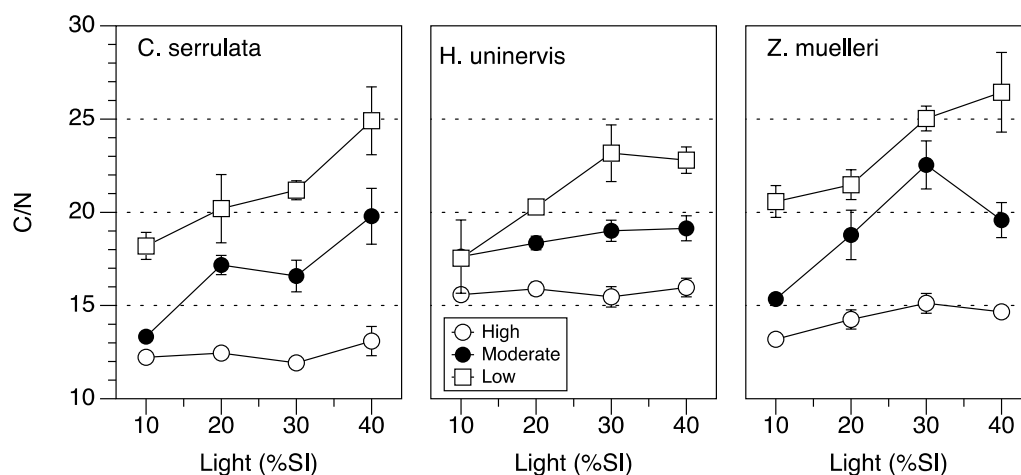 C. serrulata
H. uninervis
Z. muelleri
C/N
30
25
20
15
10
High
Moderate
Low
10 20 30 40
10 20 30 40
10 20 30 40
Light (%SI)
Light (%SI)
Light (%SI)